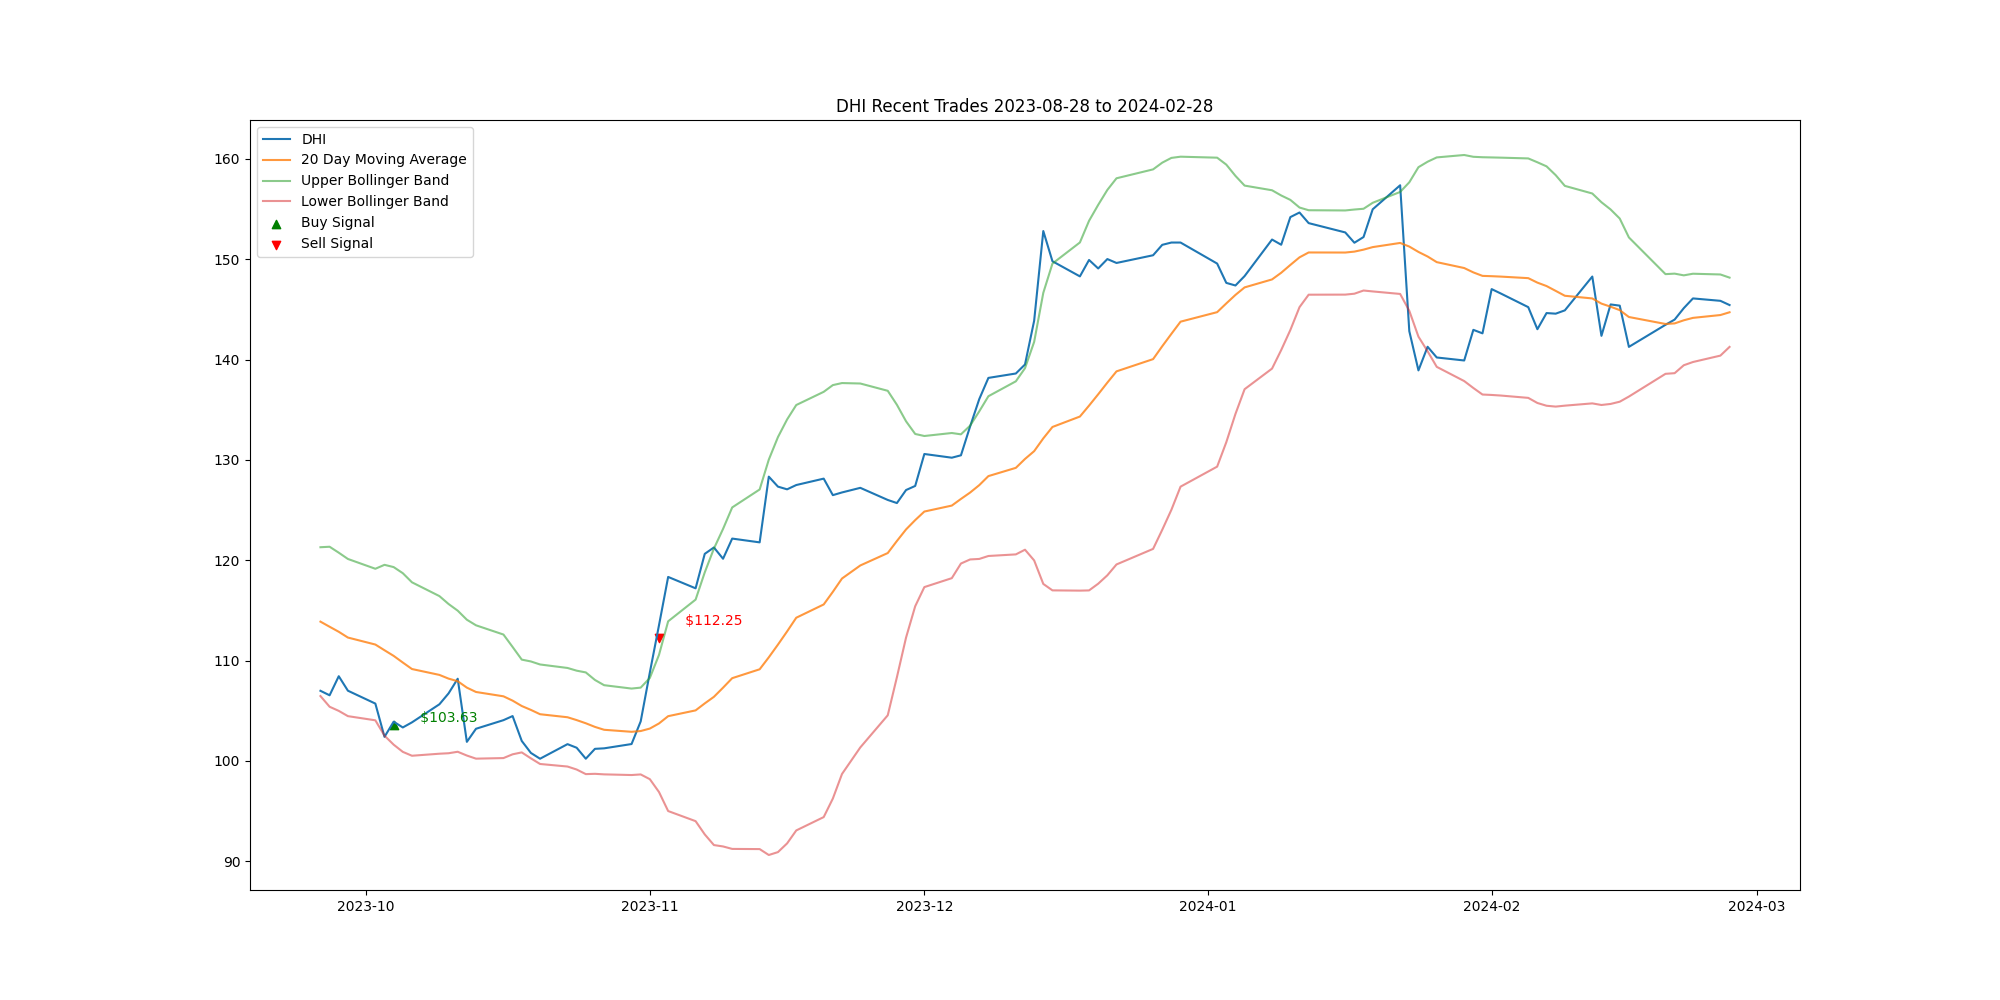 DHI Recent Trades 2023-08-28 to 2024-02-28
DHI
20 Day Moving Average
Upper Bollinger Band
Lower Bollinger Band
Buy Signal
Sell Signal
160
150
140
130
120
110
100
90
$112.25
$103.63
2023-10
2023-11
2023-12
2024-01
2024-02
2024-03